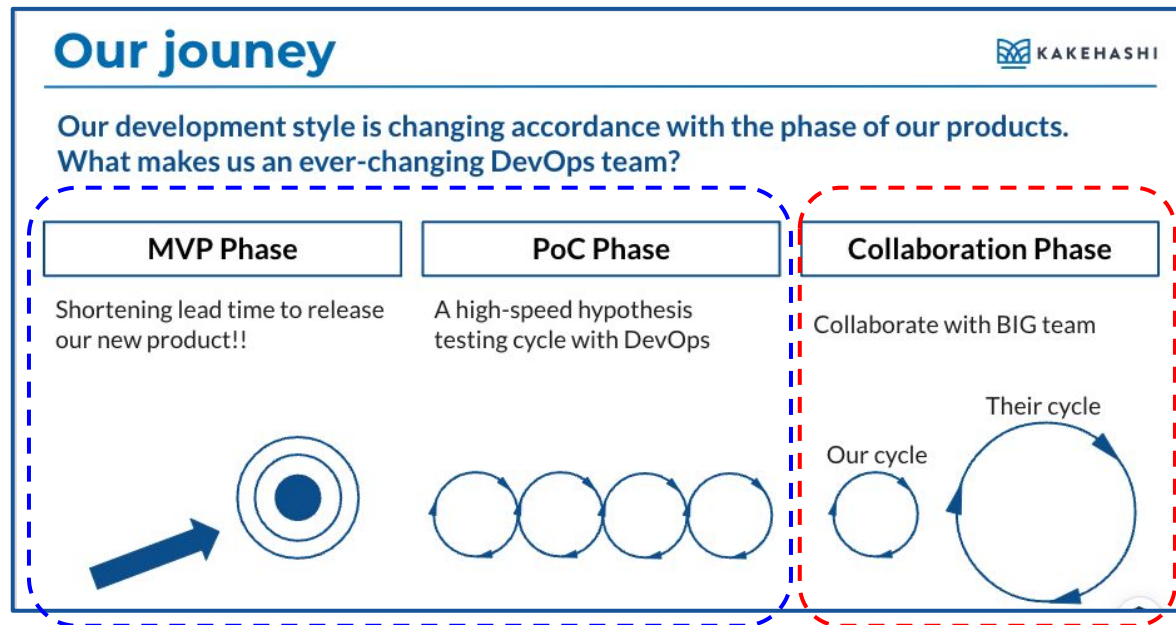 Our jouney
KAKEHASHI
Our development style is changing accordance with the phase of our products.
What makes us an ever-changing DevOps team?
MVP Phase
Shortening lead time to release
our new product!!
PoC Phase
A high-speed hypothesis
testing cycle with DevOps
Collaboration Phase
Collaborate with BIG team
Their cycle
Our cycle